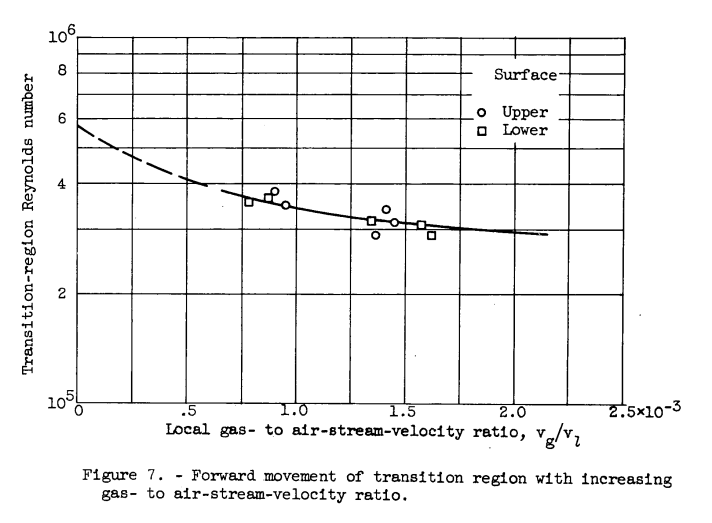 10^6
8
6
4
2
10^5
Transition-region Reynolds number
Surface
Upper
Lower
0
.5
1.0
1.5
2.0
2.5×10^-3
Local gas- to air-stream-velocity ratio, v_g/v_l
Figure 7. - Forward movement of transition region with increasing
gas- to air-stream-velocity ratio.